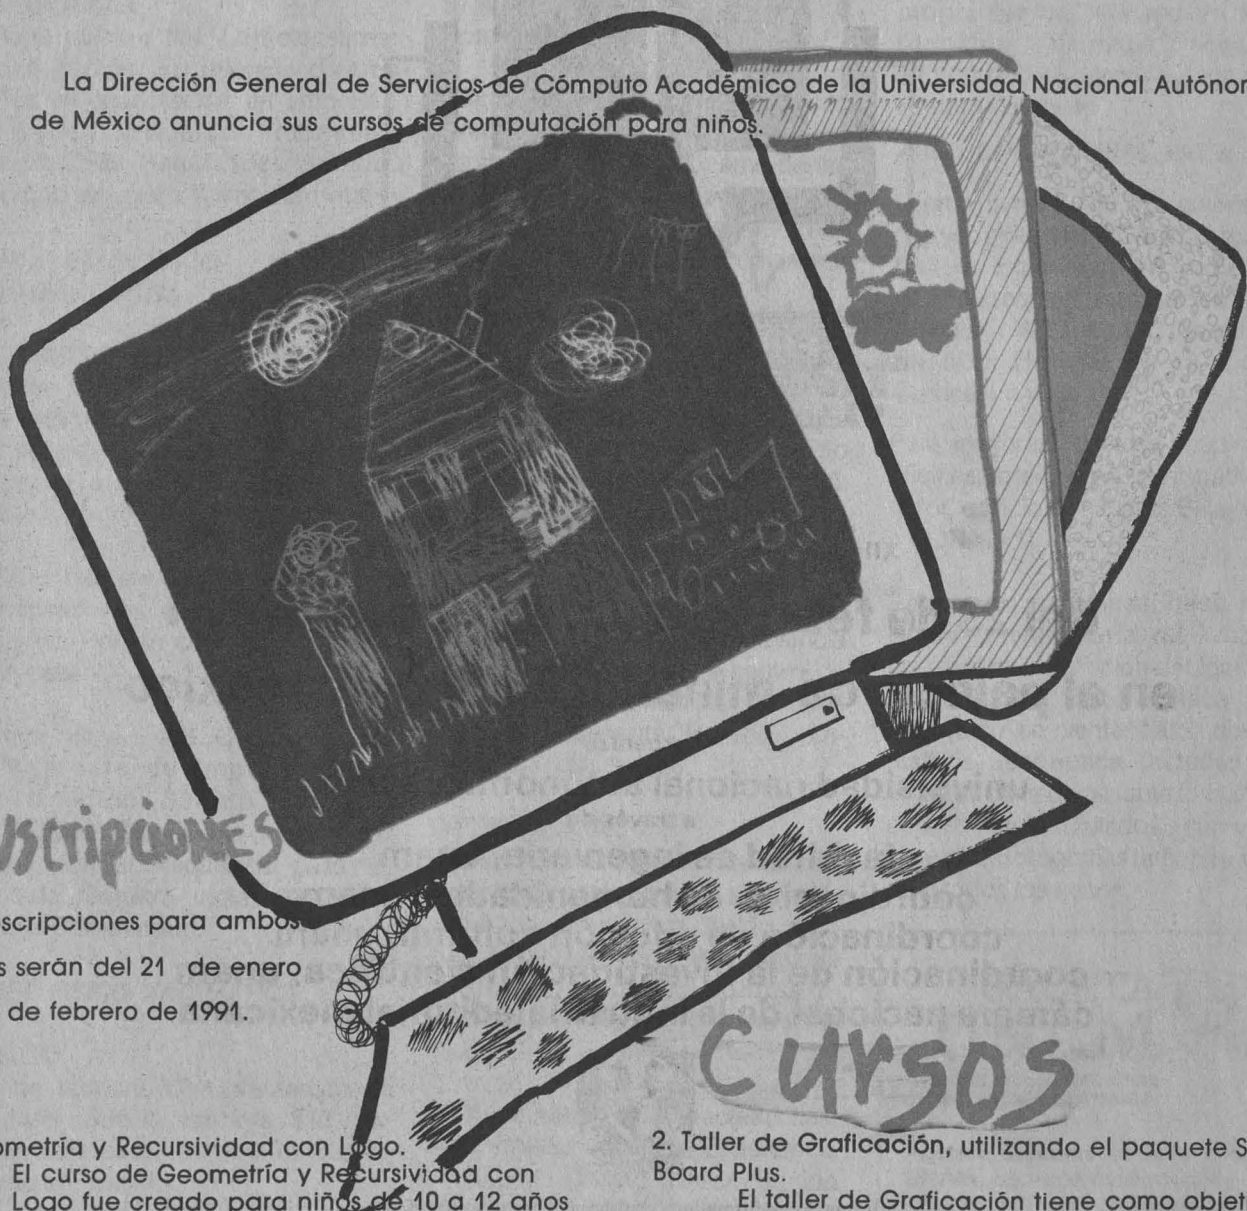 La Dirección General de Servicios de Cómputo Académico de la Universidad Nacional Autónor
de México anuncia sus cursos de computación para niños.
uscripciones
scripciones para ambos
s serán del 21 de enero
de febrero de 1991.
Cursos
ometría y Recursividad con Logo.
El curso de Geometría y Recursividad con
Logo fue creado para niños de 10 a 12 años
2. Taller de Graficación, utilizando el paquete S
Board Plus.
El taller de Graficación tiene como objet